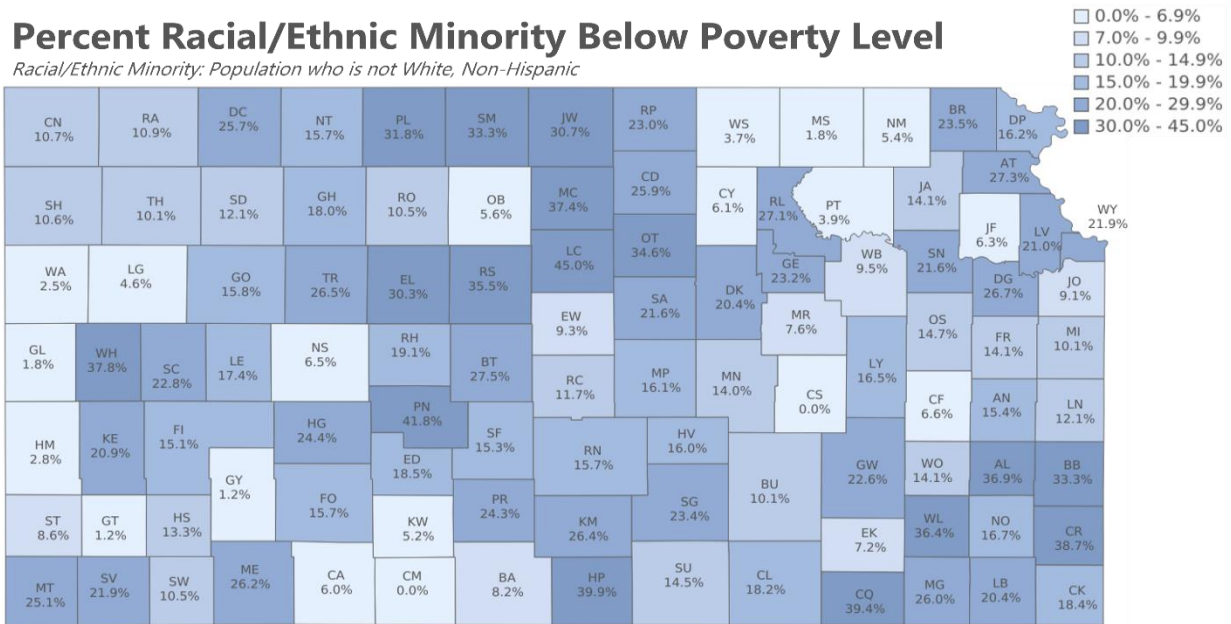 Percent Racial/Ethnic Minority Below Poverty Level
Racial/Ethnic Minority: Population who is not White, Non-Hispanic
0.0% - 6.9%
7.0% - 9.9%
10.0% - 14.9%
15.0% - 19.9%
20.0% - 29.9%
30.0% - 45.0%
CN
10.7%
RA
10.9%
DC
25.7%
NT
15.7%
PL
31.8%
SM
33.3%
JW
30.7%
RP
23.0%
WS
3.7%
MS
1.8%
NM
5.4%
BR
23.5%
DP
16.2%
AT
27.3%
SH
10.6%
TH
10.1%
SD
12.1%
GH
18.0%
RO
10.5%
OB
5.6%
MC
37.4%
CD
25.9%
CY
6.1%
RL
27.1%
PT
3.9%
JA
14.1%
JF
6.3%
LV
21.0%
WY
21.9%
WA
2.5%
LG
4.6%
GO
15.8%
TR
26.5%
EL
30.3%
RS
35.5%
LC
45.0%
OT
34.6%
DK
20.4%
GE
23.2%
WB
9.5%
SN
21.6%
DG
26.7%
JO
9.1%
GL
1.8%
WH
37.8%
SC
22.8%
LE
17.4%
NS
6.5%
RH
19.1%
BT
27.5%
EW
9.3%
SA
21.6%
MR
7.6%
OS
14.7%
FR
14.1%
MI
10.1%
RC
11.7%
MP
16.1%
MN
14.0%
CS
0.0%
LY
16.5%
CF
6.6%
AN
15.4%
LN
12.1%
HM
2.8%
KE
20.9%
FI
15.1%
HG
24.4%
PN
41.8%
SF
15.3%
ED
18.5%
RN
15.7%
HV
16.0%
BU
10.1%
GW
22.6%
WO
14.1%
AL
36.9%
BB
33.3%
GY
1.2%
FO
15.7%
PR
24.3%
SG
23.4%
ST
8.6%
GT
1.2%
HS
13.3%
KW
5.2%
KM
26.4%
EK
7.2%
WL
36.4%
NO
16.7%
CR
38.7%
MT
25.1%
SV
21.9%
SW
10.5%
ME
26.2%
CA
6.0%
CM
0.0%
BA
8.2%
HP
39.9%
SU
14.5%
CL
18.2%
CQ
39.4%
MG
26.0%
LB
20.4%
CK
18.4%